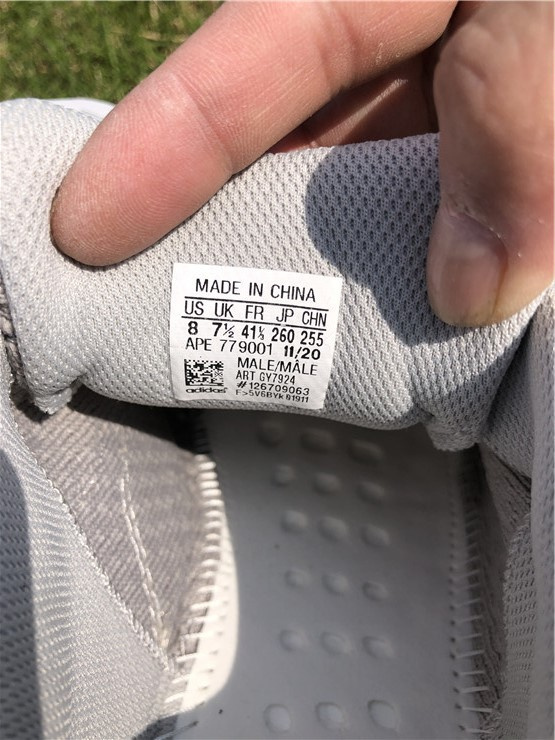 MADE IN CHINA
US UK FR JP CHN
8 7½ 41⅓ 260 255
APE 779001 11/20
MALE/MÂLE
ART GY7924
#126709063
adidas F>5V6BYk01911